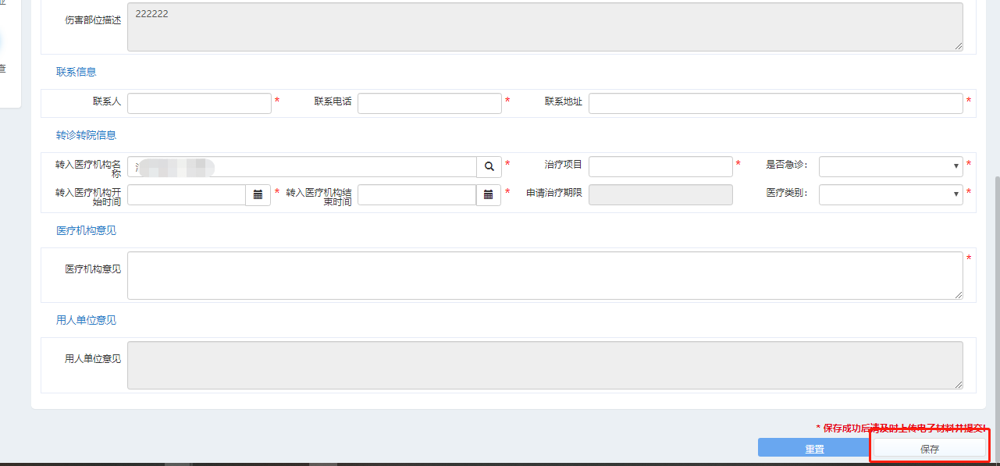 伤害部位描述 222222
查
联系信息
联系人 * 联系电话 * 联系地址 *
转诊转院信息
转入医疗机构名称 * 治疗项目 * 是否急诊: *
转入医疗机构开始时间 * 转入医疗机构结束时间 * 申请治疗期限 医疗类别: *
医疗机构意见
医疗机构意见 *
用人单位意见
用人单位意见
* 保存成功后请及时上传电子材料并提交!
重置 保存